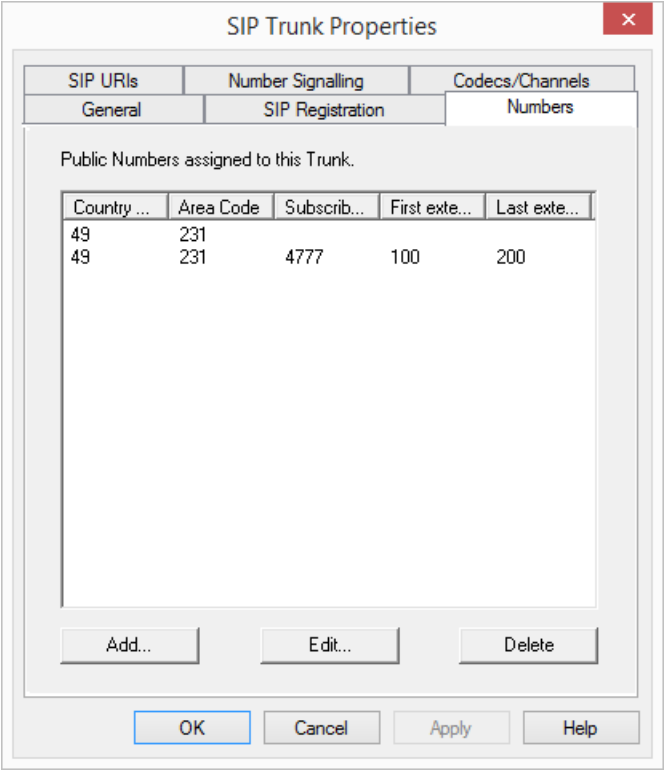 SIP Trunk Properties
SIP URIs Number Signalling Codecs/Channels
General SIP Registration Numbers
Public Numbers assigned to this Trunk.
Country ... Area Code Subscrib... First exte... Last exte...
49 231
49 231 4777 100 200
Add... Edit... Delete
OK Cancel Apply Help